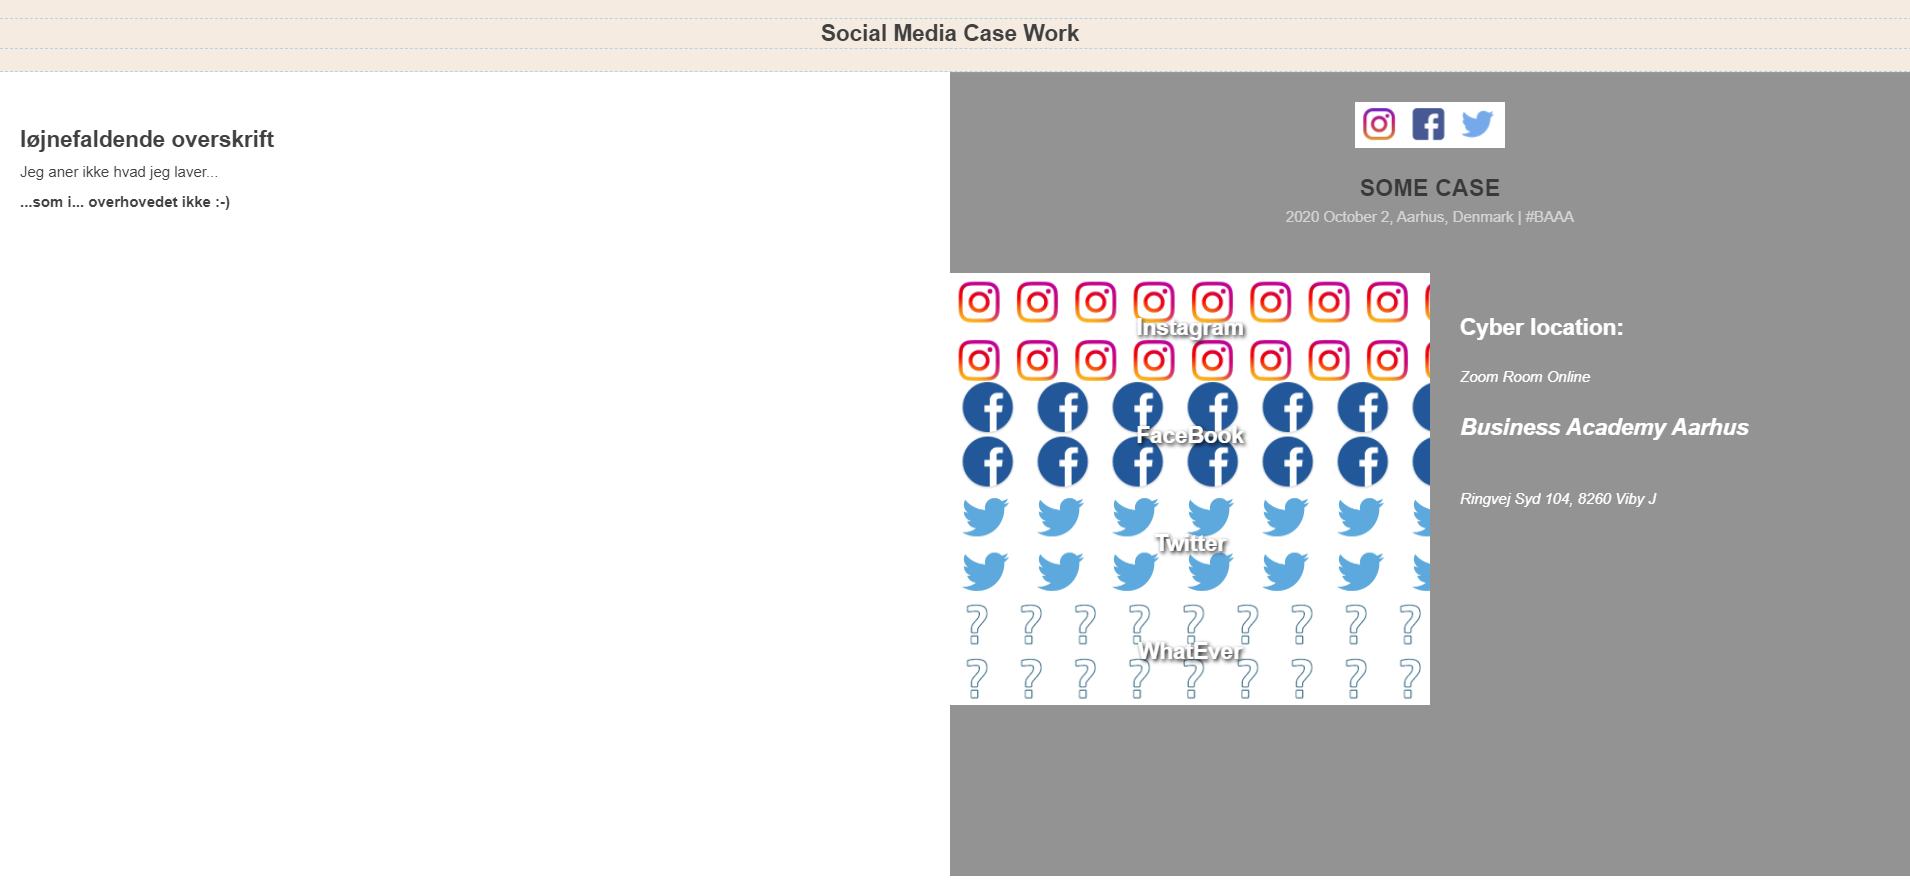 Social Media Case Work
Iøjnefaldende overskrift
Jeg aner ikke hvad jeg laver...
...som i... overhovedet ikke :-)
SOME CASE
2020 October 2, Aarhus, Denmark | #BAAA
Instagram
FaceBook
Twitter
WhatEver
Cyber location:
Zoom Room Online
Business Academy Aarhus
Ringvej Syd 104, 8260 Viby J